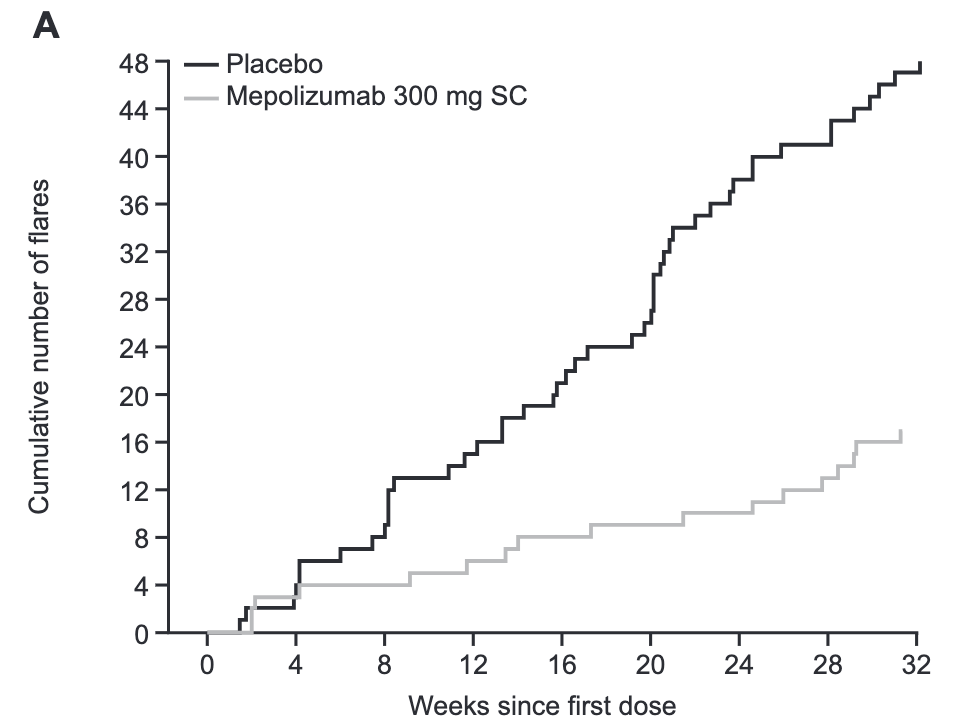 A
Placebo
Mepolizumab 300 mg SC
48
44
40
36
32
28
24
20
16
12
8
4
0
Cumulative number of flares
0 4 8 12 16 20 24 28 32
Weeks since first dose